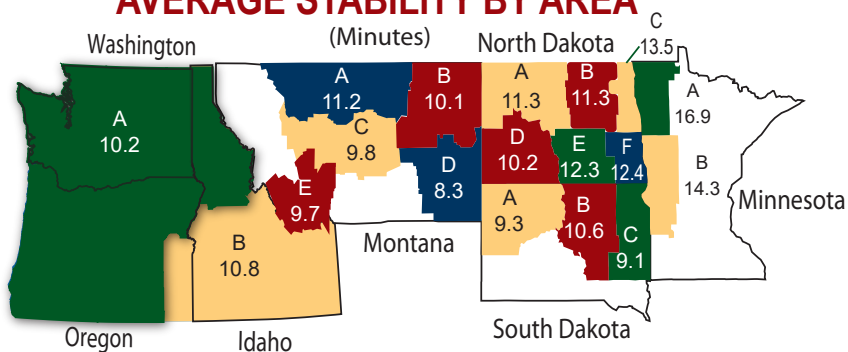 AVERAGE STABILITY BY AREA
(Minutes)
Washington
North Dakota
C
13.5
A
10.2
A
11.2
B
10.1
A
11.3
B
11.3
A
16.9
C
9.8
D
8.3
D
10.2
E
12.3
F
12.4
B
14.3
E
9.7
A
9.3
B
10.6
C
9.1
Minnesota
B
10.8
Montana
Oregon
Idaho
South Dakota